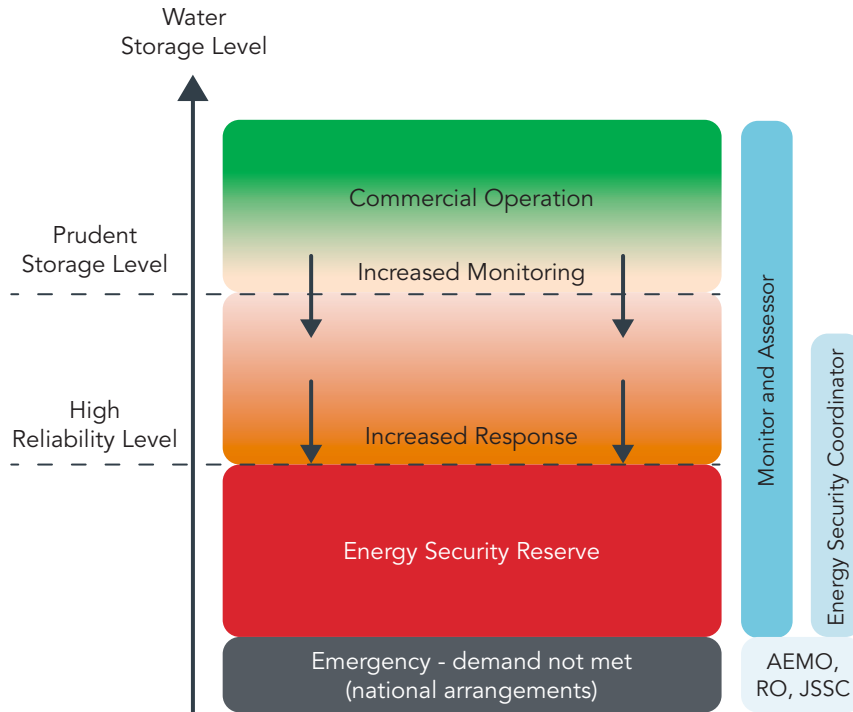 Water
Storage Level
Commercial Operation
Prudent
Storage Level
Increased Monitoring
High
Reliability Level
Increased Response
Energy Security Reserve
Emergency - demand not met
(national arrangements)
Monitor and Assessor
Energy Security Coordinator
AEMO,
RO, JSSC